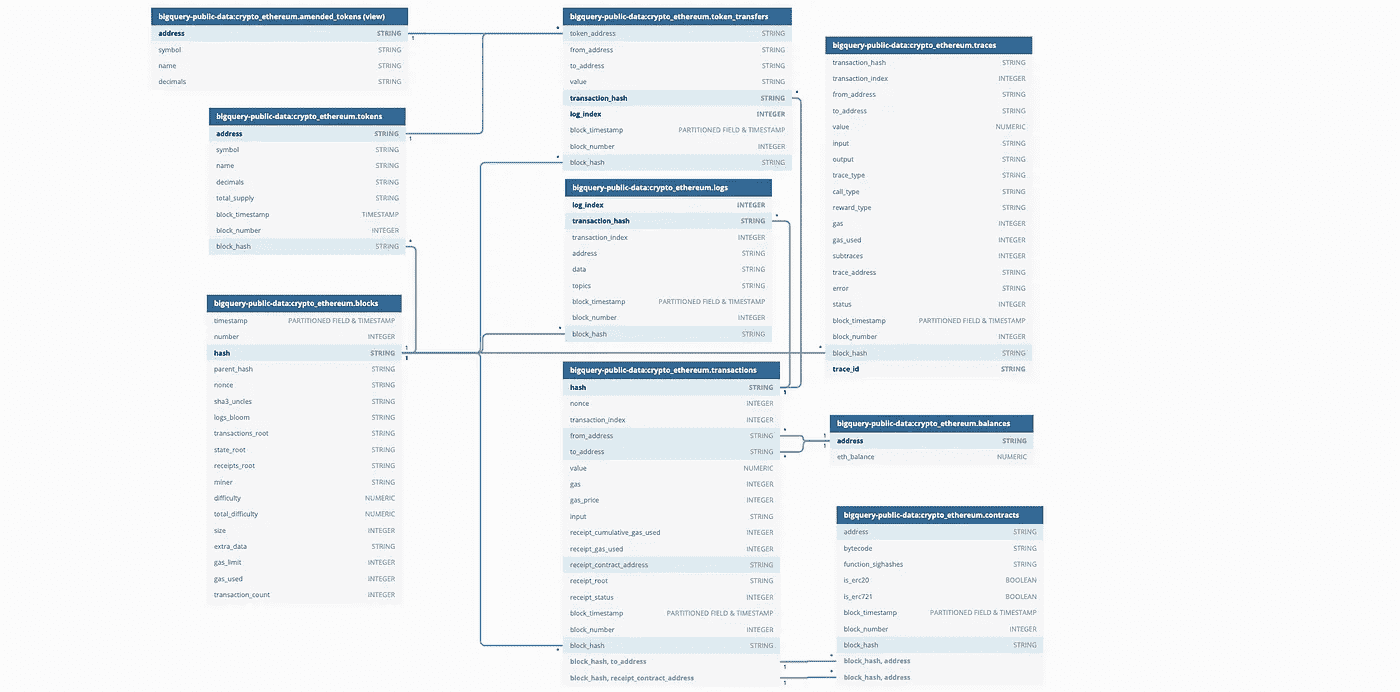 bigquery-public-data:crypto_ethereum.amended_tokens (view)
address STRING
symbol STRING
name STRING
decimals STRING
1
bigquery-public-data:crypto_ethereum.tokens
address STRING
symbol STRING
name STRING
decimals STRING
total_supply STRING
block_timestamp TIMESTAMP
block_number INTEGER
block_hash STRING
1
*
bigquery-public-data:crypto_ethereum.blocks
timestamp PARTITIONED FIELD & TIMESTAMP
number INTEGER
hash STRING
parent_hash STRING
nonce STRING
sha3_uncles STRING
logs_bloom STRING
transactions_root STRING
state_root STRING
receipts_root STRING
miner STRING
difficulty NUMERIC
total_difficulty NUMERIC
size INTEGER
extra_data STRING
gas_limit INTEGER
gas_used INTEGER
transaction_count INTEGER
1
1
bigquery-public-data:crypto_ethereum.token_transfers
token_address STRING
from_address STRING
to_address STRING
value STRING
transaction_hash STRING
log_index INTEGER
block_timestamp PARTITIONED FIELD & TIMESTAMP
block_number INTEGER
block_hash STRING
*
*
*
bigquery-public-data:crypto_ethereum.logs
log_index INTEGER
transaction_hash STRING
transaction_index INTEGER
address STRING
data STRING
topics STRING
block_timestamp PARTITIONED FIELD & TIMESTAMP
block_number INTEGER
block_hash STRING
*
*
bigquery-public-data:crypto_ethereum.transactions
hash STRING
nonce INTEGER
transaction_index INTEGER
from_address STRING
to_address STRING
value NUMERIC
gas INTEGER
gas_price INTEGER
input STRING
receipt_cumulative_gas_used INTEGER
receipt_gas_used INTEGER
receipt_contract_address STRING
receipt_root STRING
receipt_status INTEGER
block_timestamp PARTITIONED FIELD & TIMESTAMP
block_number INTEGER
block_hash STRING
block_hash, to_address
block_hash, receipt_contract_address
1
*
*
*
1
1
bigquery-public-data:crypto_ethereum.traces
transaction_hash STRING
transaction_index INTEGER
from_address STRING
to_address STRING
value NUMERIC
input STRING
output STRING
trace_type STRING
call_type STRING
reward_type STRING
gas INTEGER
gas_used INTEGER
subtraces INTEGER
trace_address STRING
error STRING
status INTEGER
block_timestamp PARTITIONED FIELD & TIMESTAMP
block_number INTEGER
block_hash STRING
trace_id STRING
*
bigquery-public-data:crypto_ethereum.balances
address STRING
eth_balance NUMERIC
1
1
bigquery-public-data:crypto_ethereum.contracts
address STRING
bytecode STRING
function_sighashes STRING
is_erc20 BOOLEAN
is_erc721 BOOLEAN
block_timestamp PARTITIONED FIELD & TIMESTAMP
block_number INTEGER
block_hash STRING
block_hash, address
block_hash, address
*
*